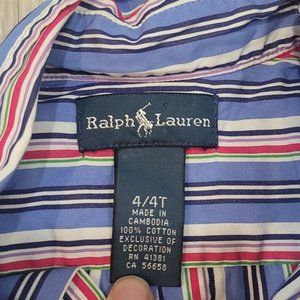 Ralph Lauren
4/4T
MADE IN
CAMBODIA
100% COTTON
EXCLUSIVE OF
DECORATION
RN 41381
CA 56658